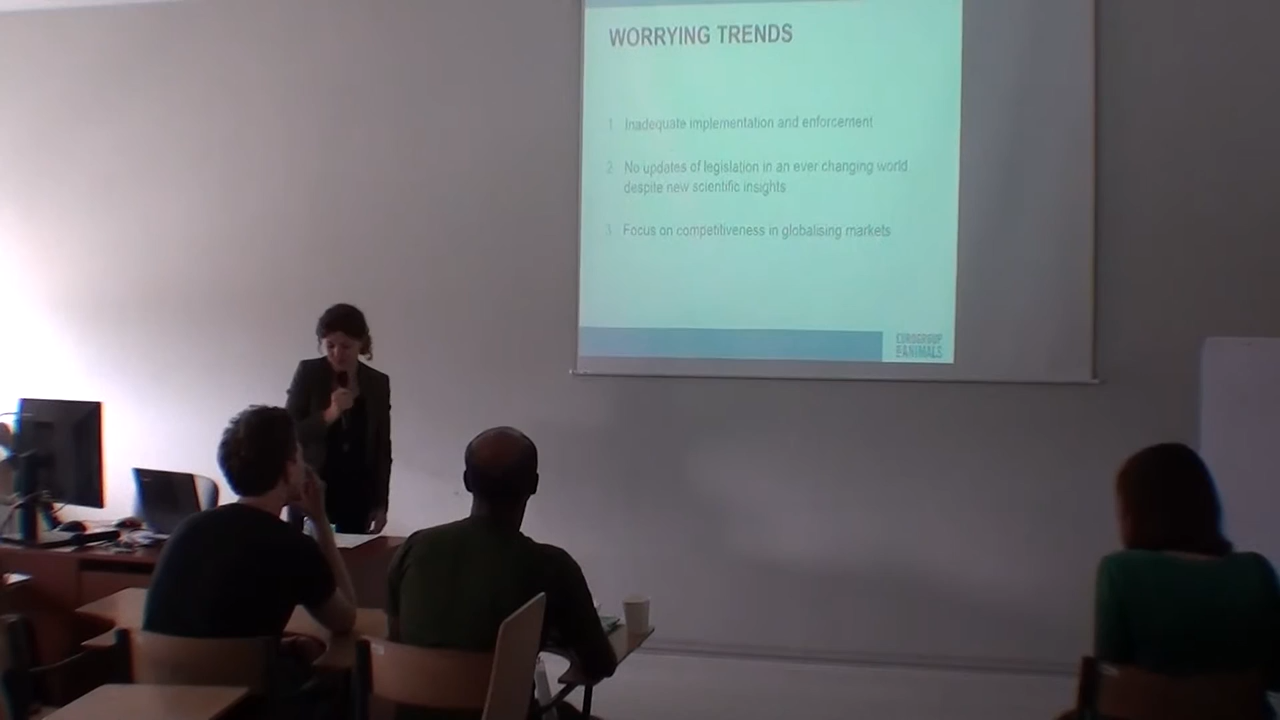 WORRYING TRENDS
1 Inadequate implementation and enforcement
2 No updates of legislation in an ever changing world
despite new scientific insights
3 Focus on competitiveness in globalising markets
EUROGROUP
FOR ANIMALS